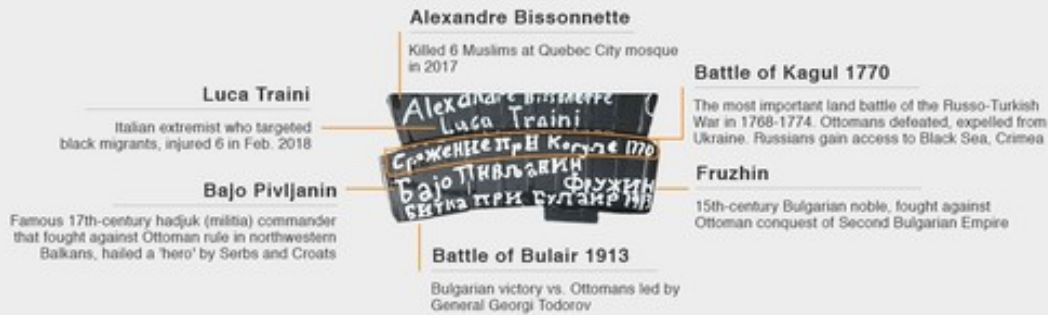 Alexandre Bissonnette
Killed 6 Muslims at Quebec City mosque
in 2017
Luca Traini
Italian extremist who targeted
black migrants, injured 6 in Feb. 2018
Bajo Pivljanin
Famous 17th-century hadjuk (militia) commander
that fought against Ottoman rule in northwestern
Balkans, hailed a 'hero' by Serbs and Croats
Alexandre Bissonnette
Luca Traini
Сражение при Кагуле 1770
Бајо Пивљанин
Фружин
Битка при Булаир 1913
Battle of Kagul 1770
The most important land battle of the Russo-Turkish
War in 1768-1774. Ottomans defeated, expelled from
Ukraine. Russians gain access to Black Sea, Crimea
Fruzhin
15th-century Bulgarian noble, fought against
Ottoman conquest of Second Bulgarian Empire
Battle of Bulair 1913
Bulgarian victory vs. Ottomans led by
General Georgi Todorov